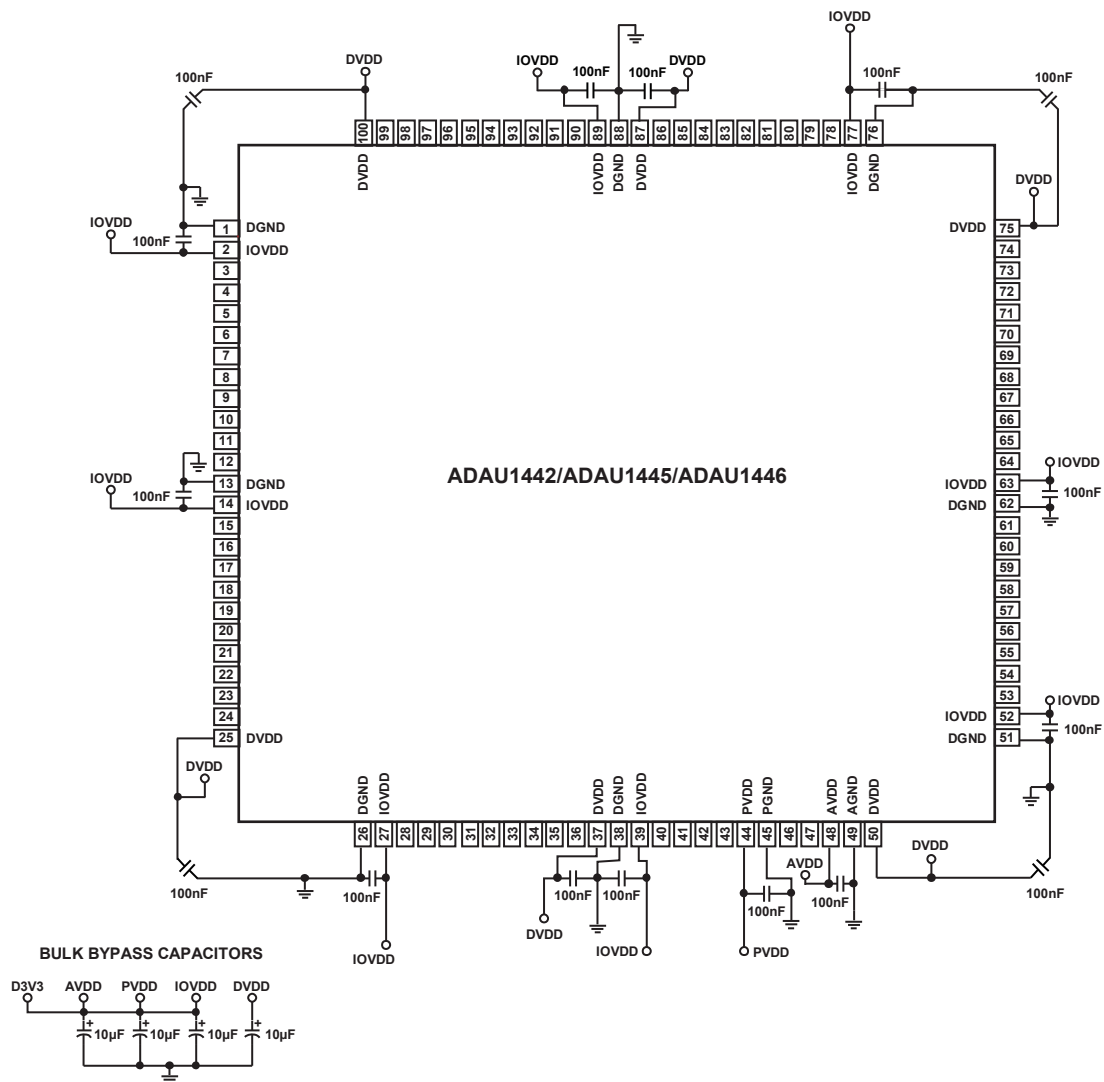 IOVDD
DVDD
100nF
IOVDD
100nF
100nF
DVDD
100nF
100nF
100
99
98
97
96
95
94
93
92
91
90
89
88
87
86
85
84
83
82
81
80
79
78
77
76
DVDD
IOVDD
DGND
DVDD
IOVDD
DGND
DVDD
IOVDD
100nF
1 DGND
2 IOVDD
3
4
5
6
7
8
9
10
11
12
13 DGND
14 IOVDD
15
16
17
18
19
20
21
22
23
24
25 DVDD
IOVDD
100nF
DVDD
100nF
ADAU1442/ADAU1445/ADAU1446
DVDD 75
74
73
72
71
70
69
68
67
66
65
64
IOVDD 63
DGND 62
61
60
59
58
57
56
55
54
53
IOVDD 52
DGND 51
IOVDD
100nF
IOVDD
100nF
DGND
IOVDD
DVDD
DGND
IOVDD
PVDD
PGND
AVDD
AGND
DVDD
26
27
28
29
30
31
32
33
34
35
36
37
38
39
40
41
42
43
44
45
46
47
48
49
50
100nF
IOVDD
100nF
100nF
DVDD
IOVDD
100nF
PVDD
AVDD
100nF
DVDD
100nF
BULK BYPASS CAPACITORS
D3V3 AVDD PVDD IOVDD DVDD
+ + + +
10µF 10µF 10µF 10µF